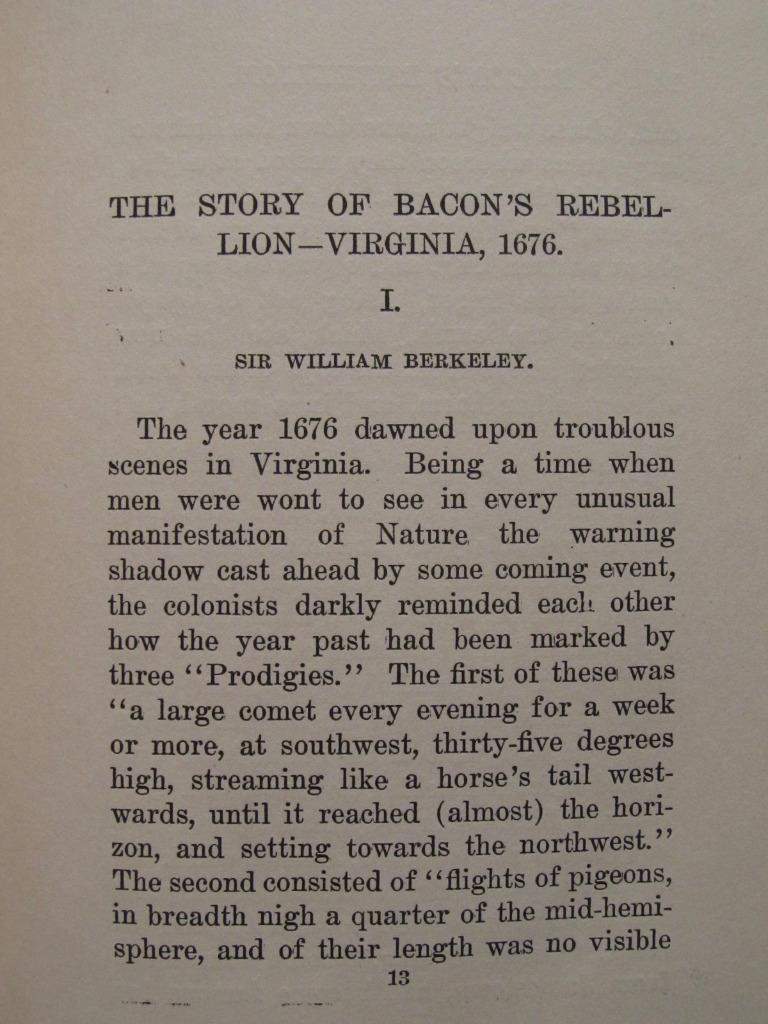 THE STORY OF BACON'S REBEL-
LION—VIRGINIA, 1676.
I.
SIR WILLIAM BERKELEY.
The year 1676 dawned upon troublous
scenes in Virginia. Being a time when
men were wont to see in every unusual
manifestation of Nature the warning
shadow cast ahead by some coming event,
the colonists darkly reminded each other
how the year past had been marked by
three "Prodigies." The first of these was
"a large comet every evening for a week
or more, at southwest, thirty-five degrees
high, streaming like a horse's tail west-
wards, until it reached (almost) the hori-
zon, and setting towards the northwest."
The second consisted of "flights of pigeons,
in breadth nigh a quarter of the mid-hemi-
sphere, and of their length was no visible
13